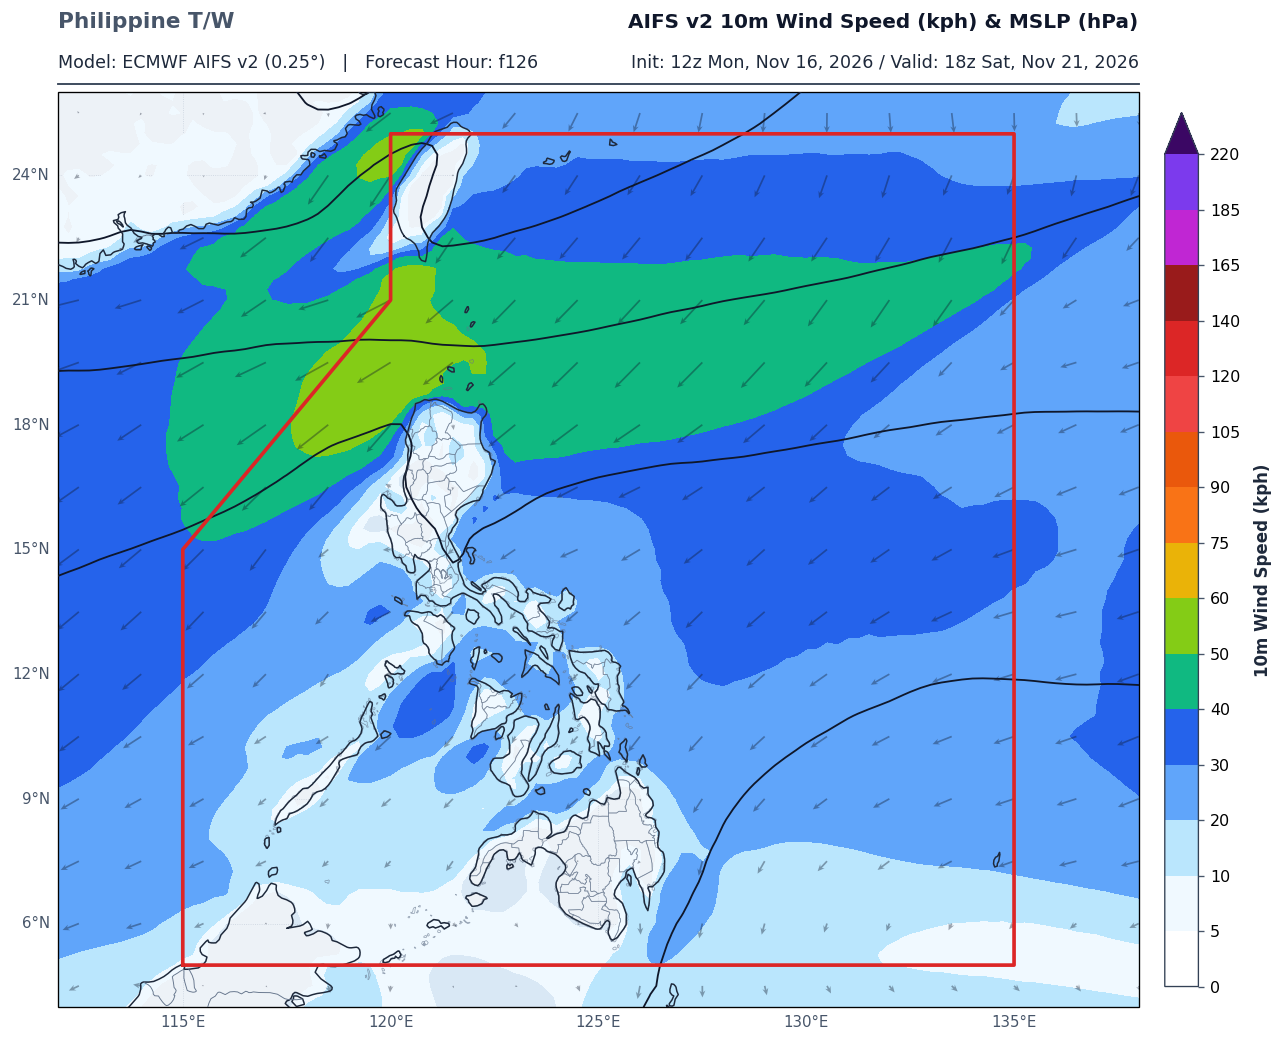 Philippine T/W
AIFS v2 10m Wind Speed (kph) & MSLP (hPa)
Model: ECMWF AIFS v2 (0.25°)   |   Forecast Hour: f126
Init: 12z Mon, Nov 16, 2026 / Valid: 18z Sat, Nov 21, 2026
24°N
21°N
18°N
15°N
12°N
9°N
6°N
115°E
120°E
125°E
130°E
135°E
220
185
165
140
120
105
90
75
60
50
40
30
20
10
5
0
10m Wind Speed (kph)